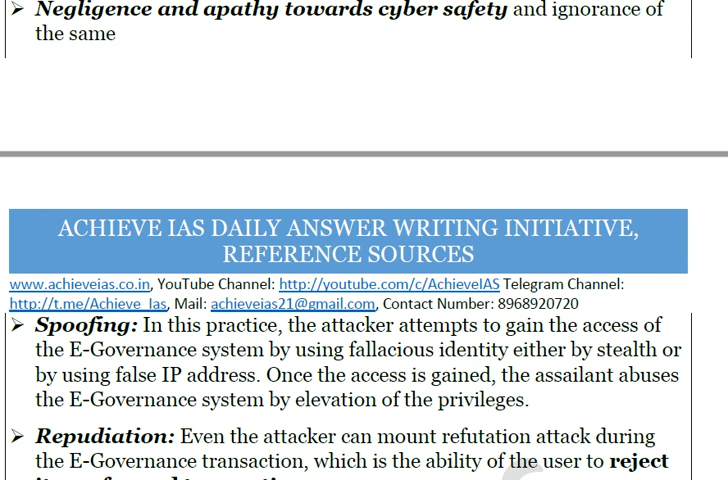 ➢ Negligence and apathy towards cyber safety and ignorance of
the same
ACHIEVE IAS DAILY ANSWER WRITING INITIATIVE,
REFERENCE SOURCES
www.achieveias.co.in, YouTube Channel: http://youtube.com/c/AchieveIAS Telegram Channel:
http://t.me/Achieve_Ias, Mail: achieveias21@gmail.com, Contact Number: 8968920720
➢ Spoofing: In this practice, the attacker attempts to gain the access of
the E-Governance system by using fallacious identity either by stealth or
by using false IP address. Once the access is gained, the assailant abuses
the E-Governance system by elevation of the privileges.
➢ Repudiation: Even the attacker can mount refutation attack during
the E-Governance transaction, which is the ability of the user to reject